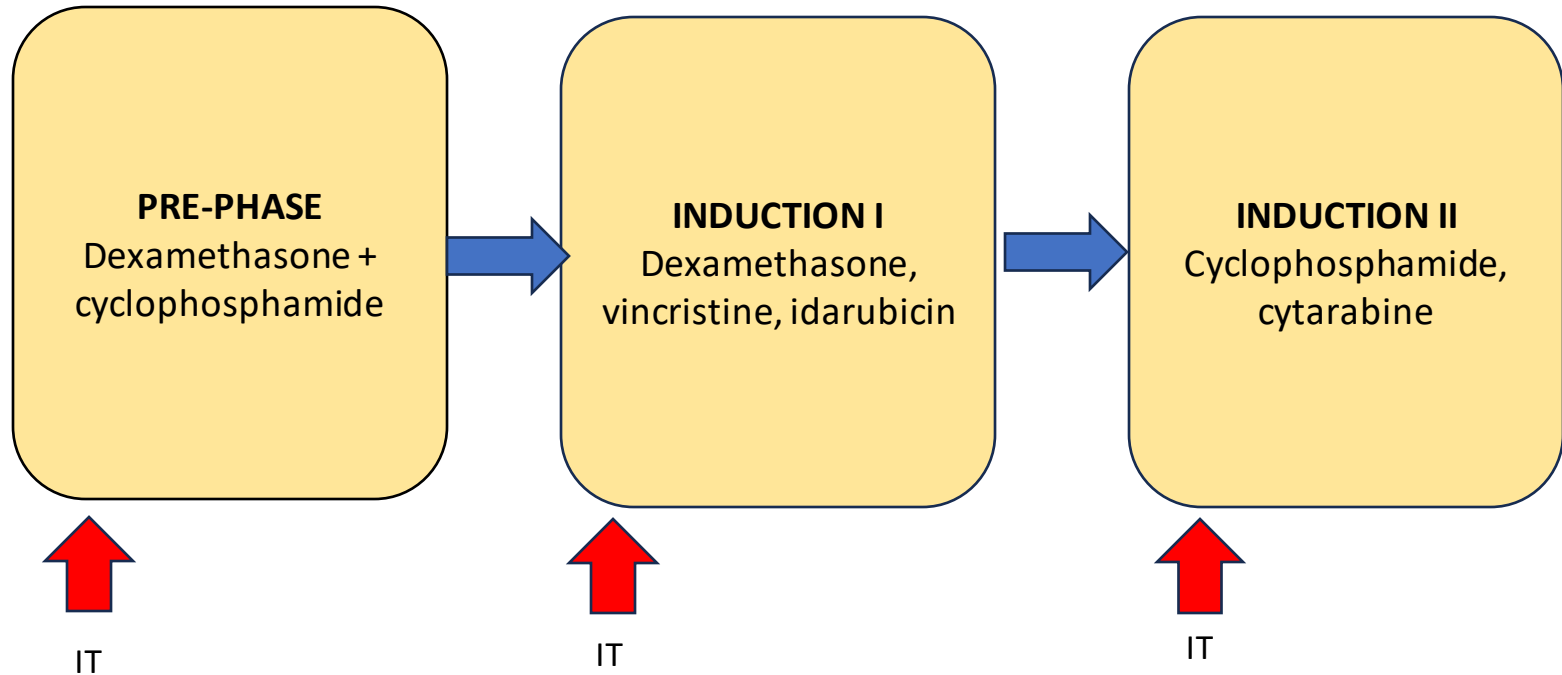 PRE-PHASE
Dexamethasone +
cyclophosphamide
INDUCTION I
Dexamethasone,
vincristine, idarubicin
INDUCTION II
Cyclophosphamide,
cytarabine
IT
IT
IT